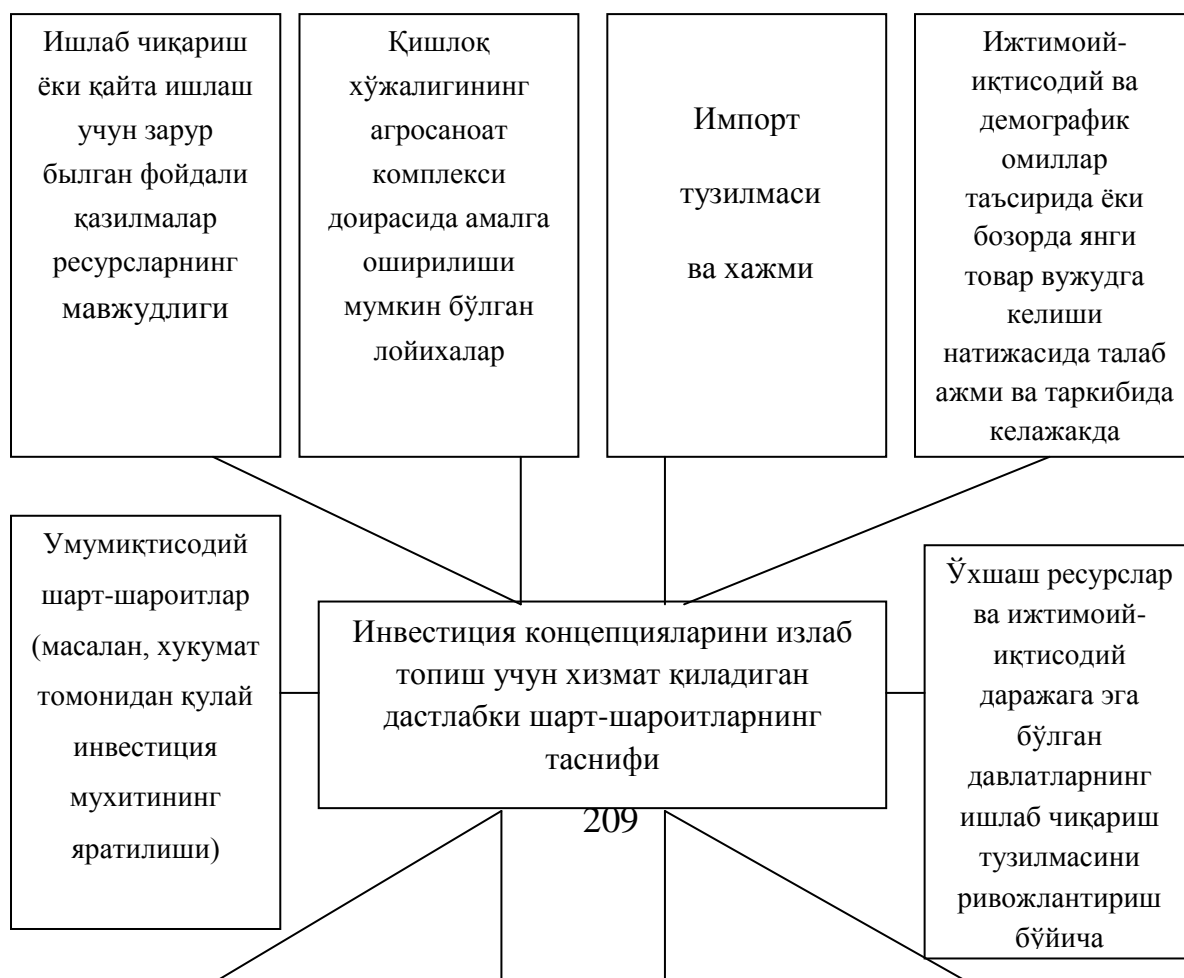 Ишлаб чиқариш
ёки қайта ишлаш
учун зарур
былган фойдали
қазилмалар
ресурсларнинг
мавжудлиги
Қишлоқ
хўжалигининг
агросаноат
комплекси
доирасида амалга
оширилиши
мумкин бўлган
лойихалар
Импорт
тузилмаси
ва хажми
Ижтимоий-
иқтисодий ва
демографик
омиллар
таъсирида ёки
бозорда янги
товар вужудга
келиши
натижасида талаб
ажми ва таркибида
келажакда
Умумиқтисодий
шарт-шароитлар
(масалан, хукумат
томонидан қулай
инвестиция
мухитининг
яратилиши)
Инвестиция концепцияларини излаб
топиш учун хизмат қиладиган
дастлабки шарт-шароитларнинг
таснифи
Ўхшаш ресурслар
ва ижтимоий-
иқтисодий
даражага эга
бўлган
давлатларнинг
ишлаб чиқариш
тузилмасини
ривожлантириш
бўйича
209